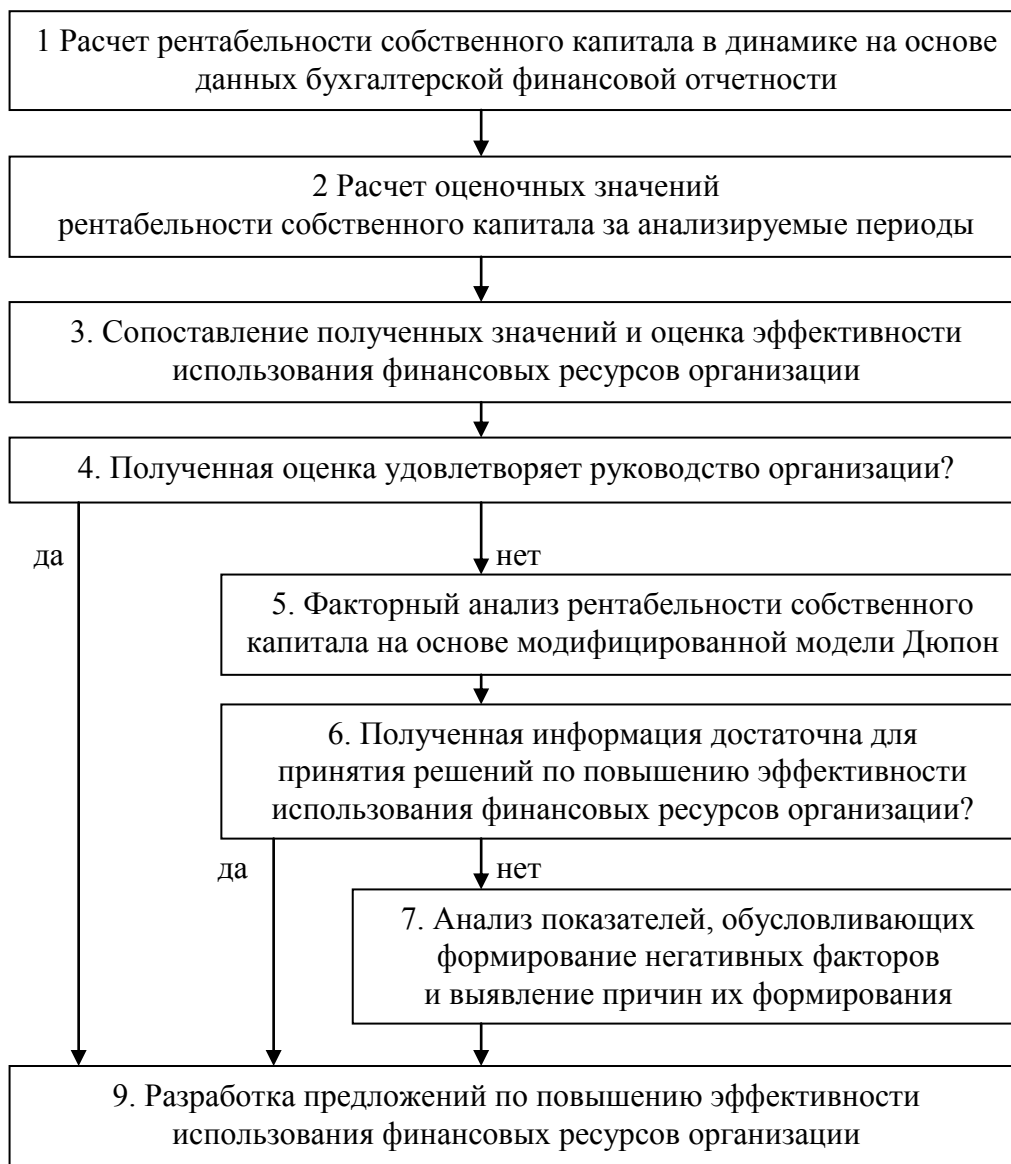 1 Расчет рентабельности собственного капитала в динамике на основе
данных бухгалтерской финансовой отчетности
2 Расчет оценочных значений
рентабельности собственного капитала за анализируемые периоды
3. Сопоставление полученных значений и оценка эффективности
использования финансовых ресурсов организации
4. Полученная оценка удовлетворяет руководство организации?
да
нет
5. Факторный анализ рентабельности собственного
капитала на основе модифицированной модели Дюпон
6. Полученная информация достаточна для
принятия решений по повышению эффективности
использования финансовых ресурсов организации?
да
нет
7. Анализ показателей, обусловливающих
формирование негативных факторов
и выявление причин их формирования
9. Разработка предложений по повышению эффективности
использования финансовых ресурсов организации